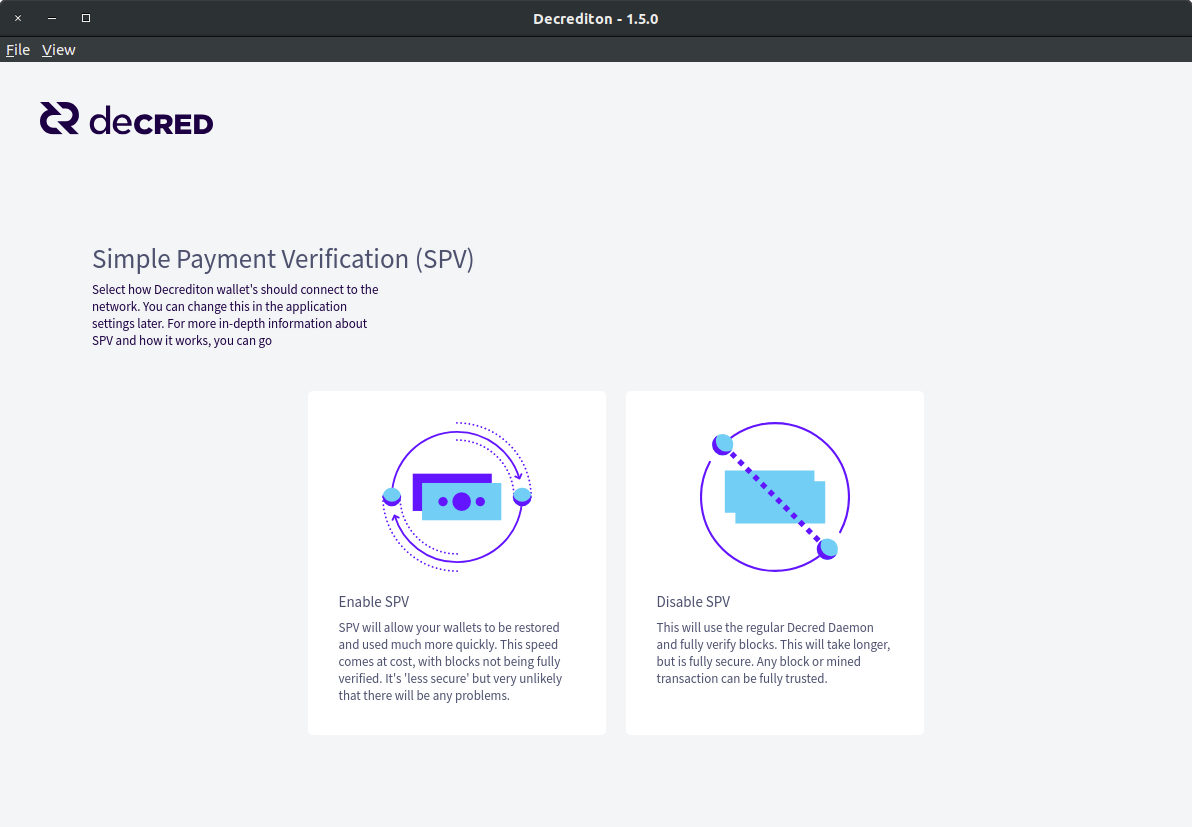 Decrediton - 1.5.0
File View
decred
Simple Payment Verification (SPV)
Select how Decrediton wallet's should connect to the
network. You can change this in the application
settings later. For more in-depth information about
SPV and how it works, you can go
Enable SPV
SPV will allow your wallets to be restored
and used much more quickly. This speed
comes at cost, with blocks not being fully
verified. It's 'less secure' but very unlikely
that there will be any problems.
Disable SPV
This will use the regular Decred Daemon
and fully verify blocks. This will take longer,
but is fully secure. Any block or mined
transaction can be fully trusted.